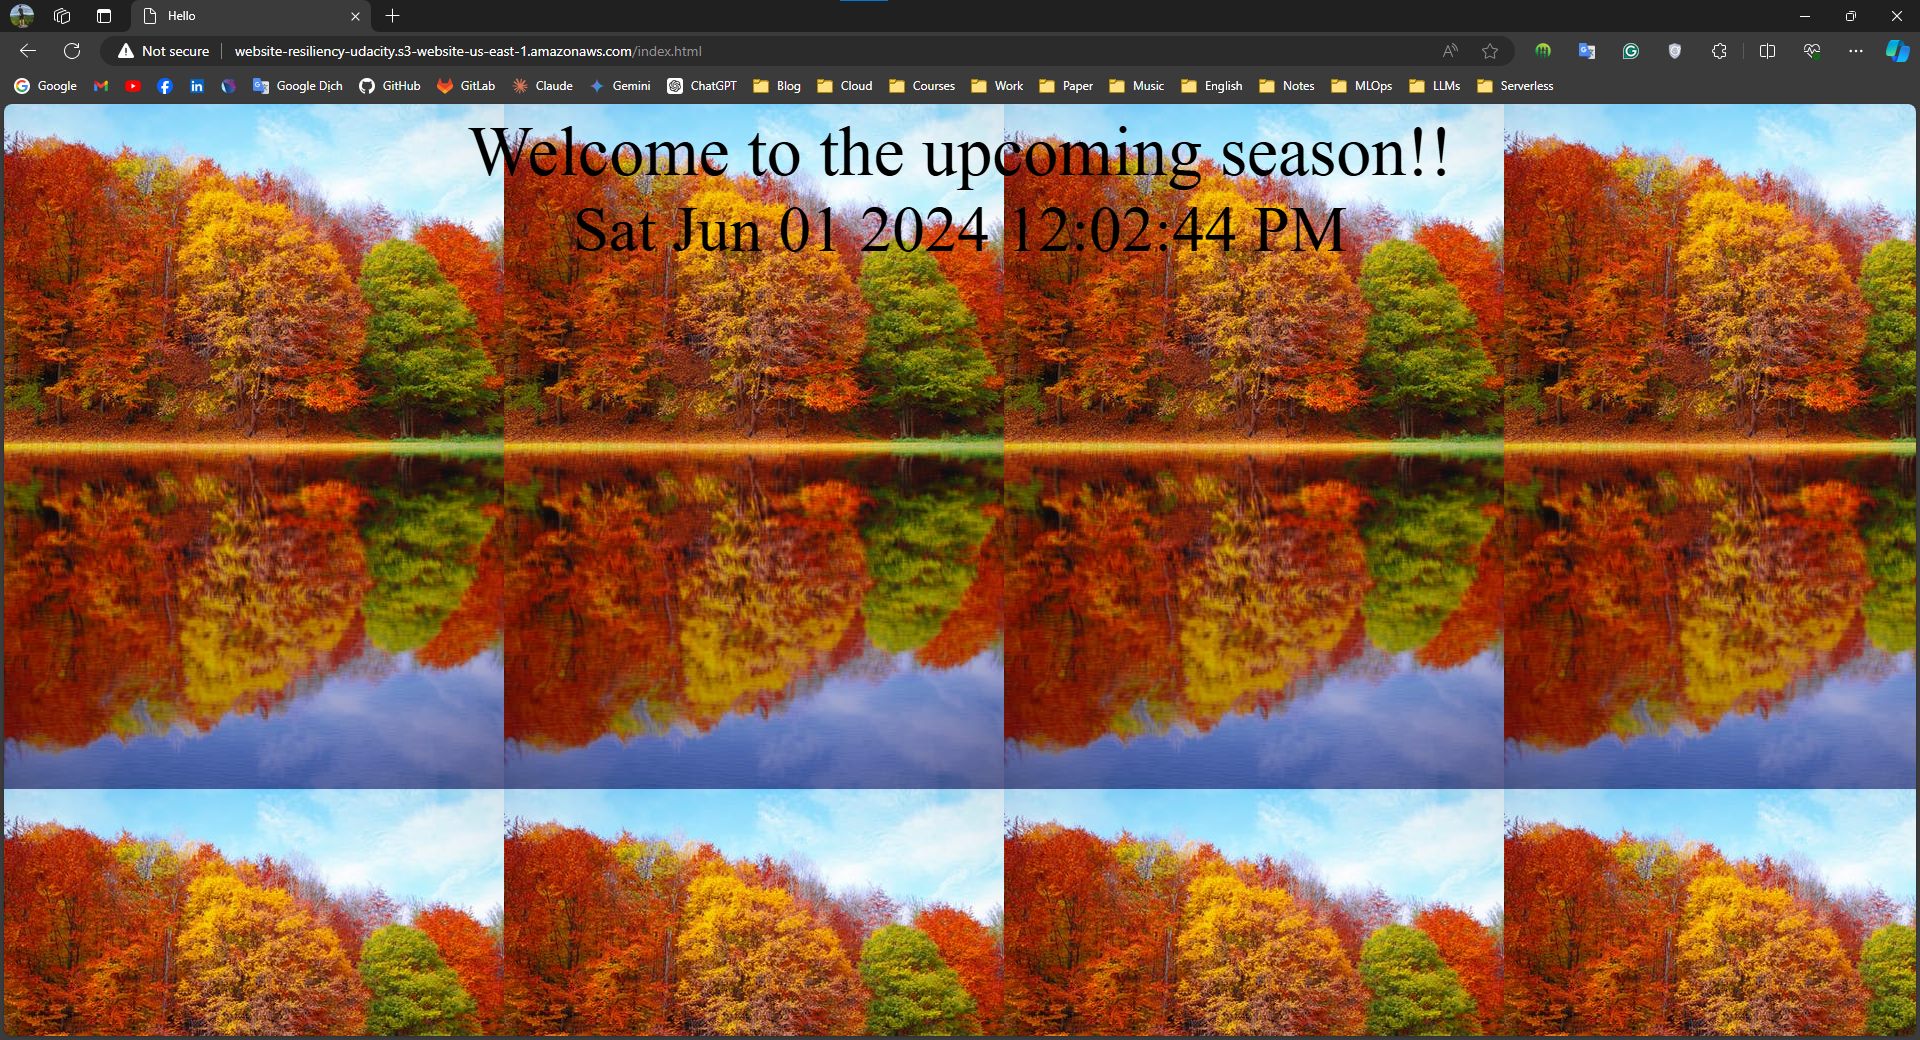 Hello
Not secure
website-resiliency-udacity.s3-website-us-east-1.amazonaws.com/index.html
Google Google Dịch GitHub GitLab Claude Gemini ChatGPT Blog Cloud Courses Work Paper Music English Notes MLOps LLMs Serverless
Welcome to the upcoming season!!
Sat Jun 01 2024 12:02:44 PM